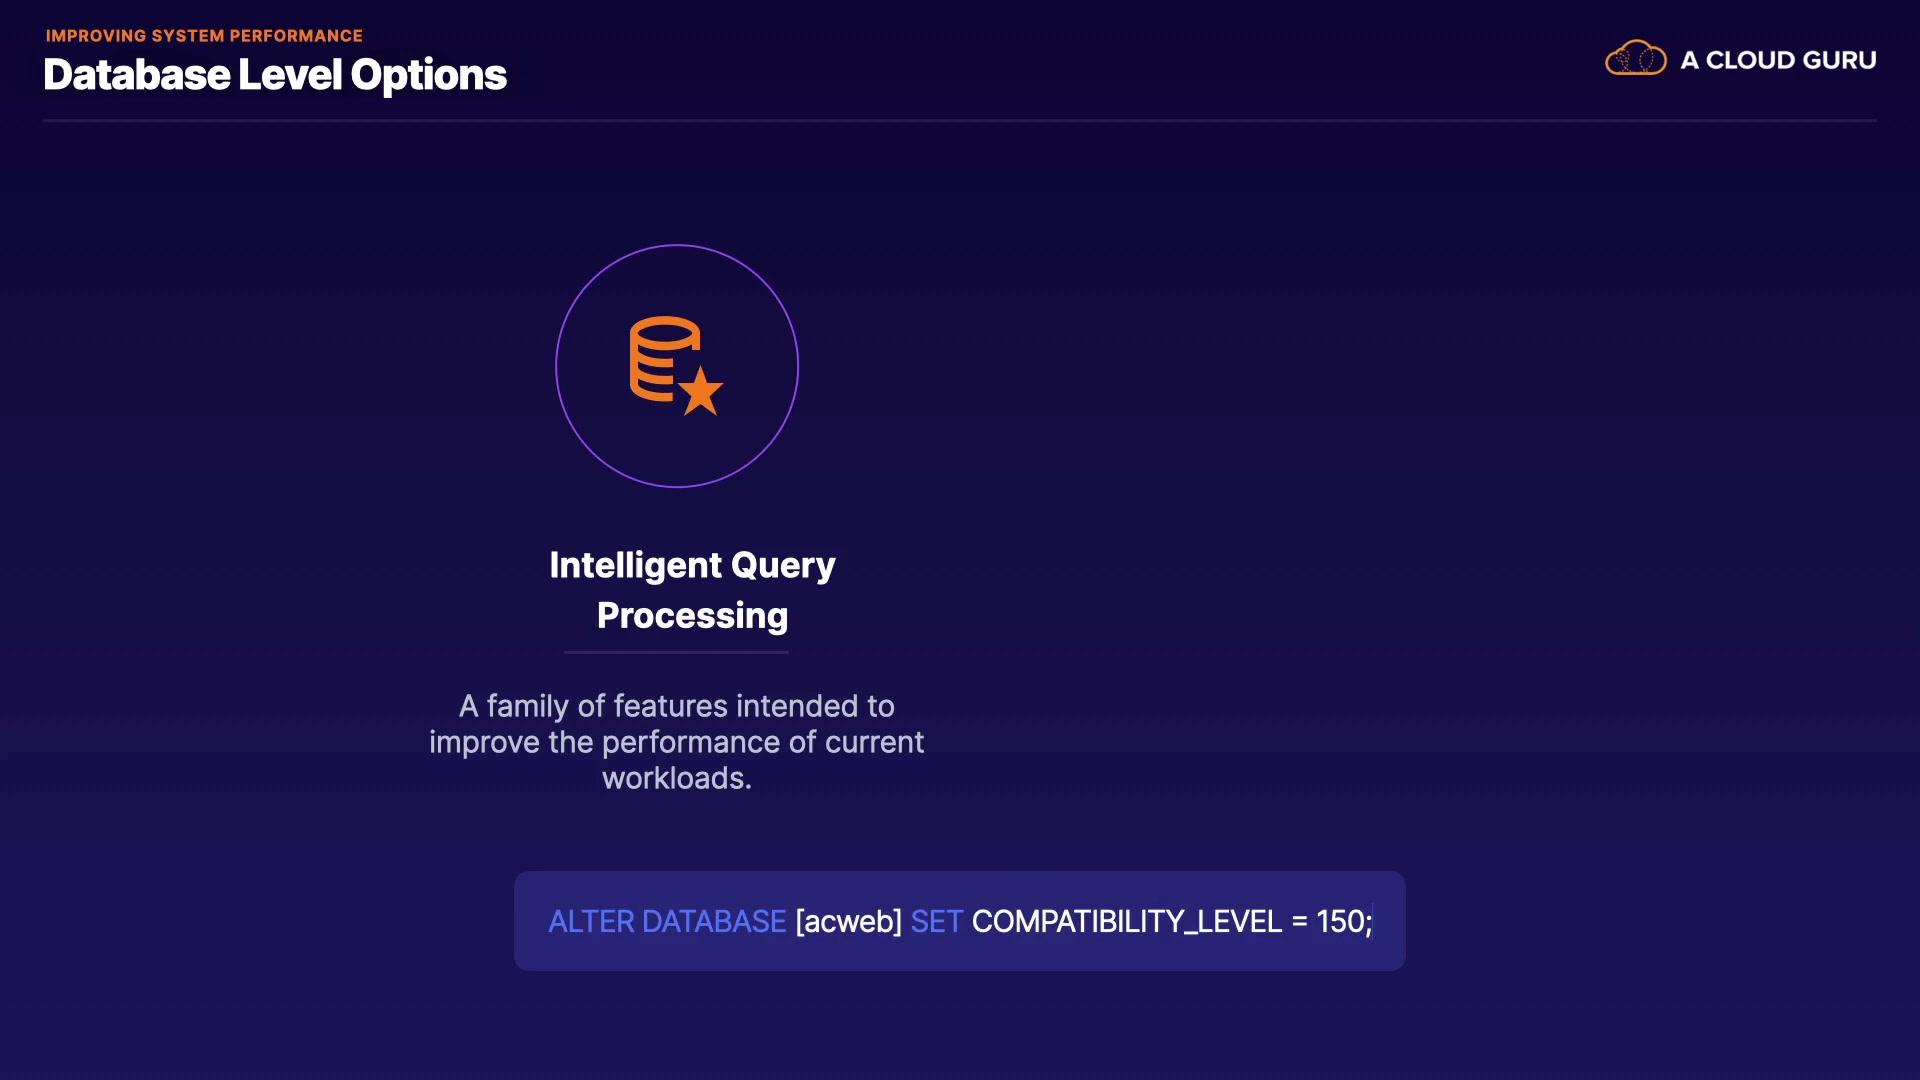 IMPROVING SYSTEM PERFORMANCE
Database Level Options
A CLOUD GURU
Intelligent Query
Processing
A family of features intended to
improve the performance of current
workloads.
ALTER DATABASE [acweb] SET COMPATIBILITY_LEVEL = 150;